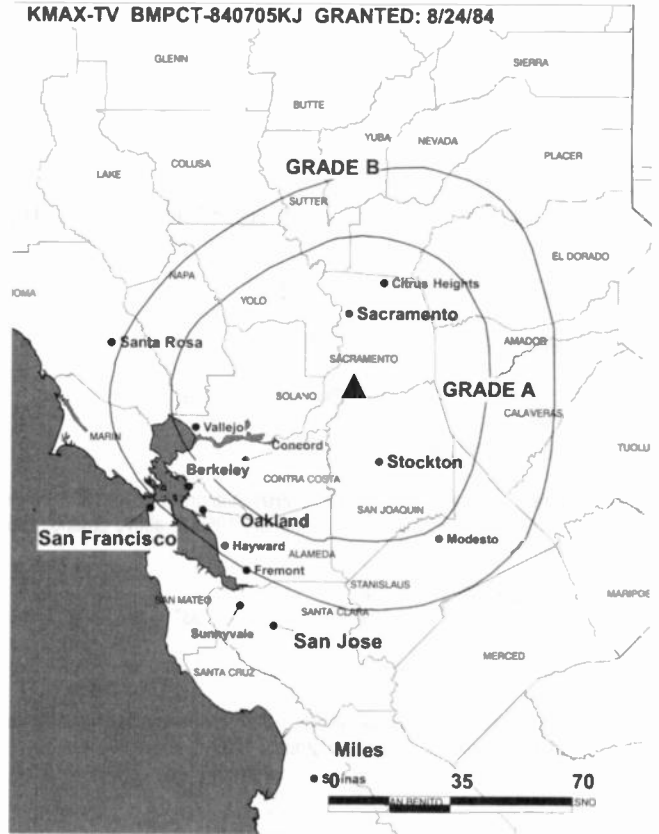 KMAX-TV BMPCT-840705KJ GRANTED: 8/24/84
GLENN
SIERRA
BUTTE
YUBA
NEVADA
PLACER
COLUSA
LAKE
GRADE B
SUTTER
EL DORADO
NAPA
Citrus Heights
YOLO
Sacramento
Santa Rosa
AMADOR
SACRAMENTO
GRADE A
SOLANO
CALAVERAS
Vallejo
MARIN
Concord
TUOLU
Berkeley
Stockton
CONTRA COSTA
SAN JOAQUIN
Oakland
San Francisco
Hayward
ALAMEDA
Modesto
Fremont
STANISLAUS
SAN MATEO
SANTA CLARA
MARIPOS
Sunnyvale
San Jose
MERCED
SANTA CRUZ
Miles
0 35 70